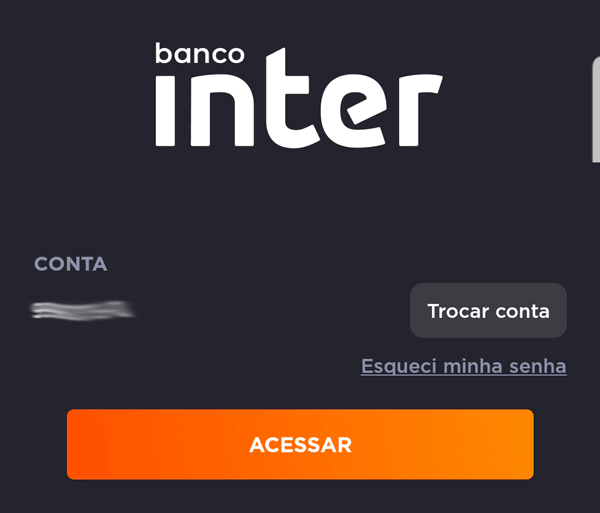 banco
inter
CONTA
Trocar conta
Esqueci minha senha
ACESSAR